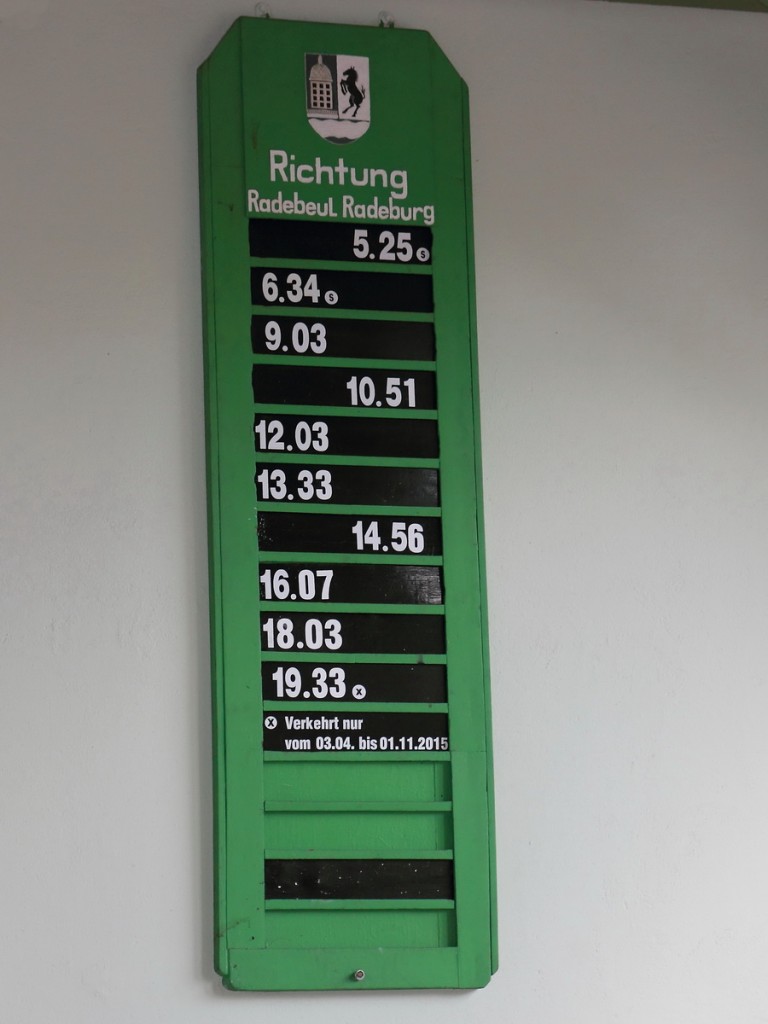 Richtung
Radebeul Radeburg
5.25 S
6.34 S
9.03
10.51
12.03
13.33
14.56
16.07
18.03
19.33 X
X Verkehrt nur
vom 03.04. bis 01.11.2015